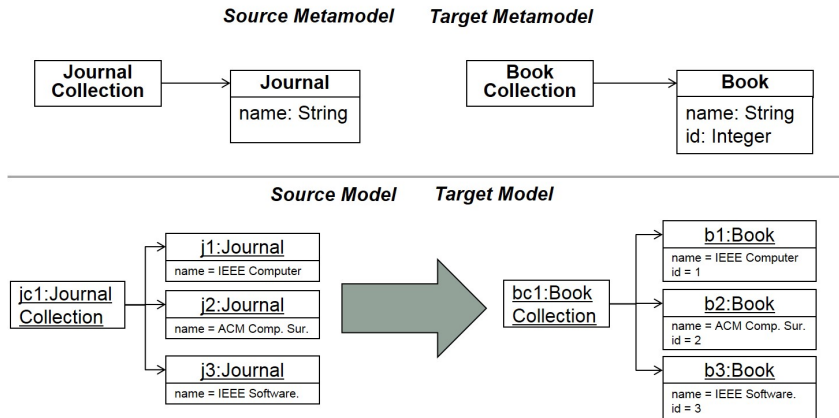 Source Metamodel Target Metamodel
Journal
Collection
Journal
name: String
Book
Collection
Book
name: String
id: Integer
Source Model Target Model
jc1:Journal
Collection
j1:Journal
name = IEEE Computer
j2:Journal
name = ACM Comp. Sur.
j3:Journal
name = IEEE Software.
bc1:Book
Collection
b1:Book
name = IEEE Computer
id = 1
b2:Book
name = ACM Comp. Sur.
id = 2
b3:Book
name = IEEE Software.
id = 3